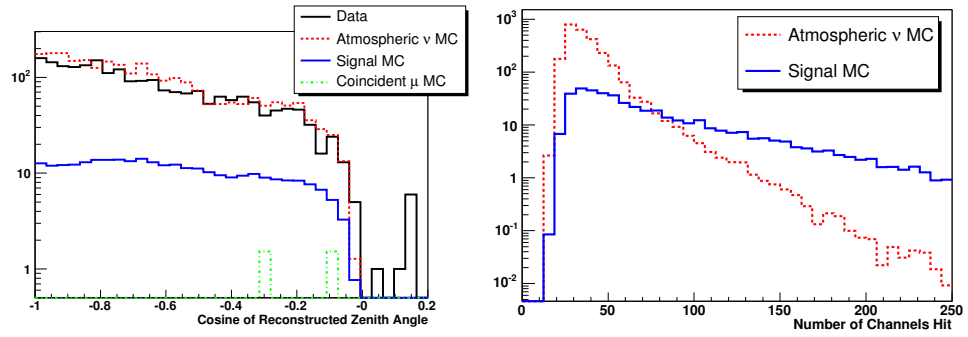 Data
Atmospheric ν MC
Signal MC
Coincident μ MC
10²
10
1
-1 -0.8 -0.6 -0.4 -0.2 -0 0.2
Cosine of Reconstructed Zenith Angle
Atmospheric ν MC
Signal MC
10³
10²
10
1
10⁻¹
10⁻²
0 50 100 150 200 250
Number of Channels Hit